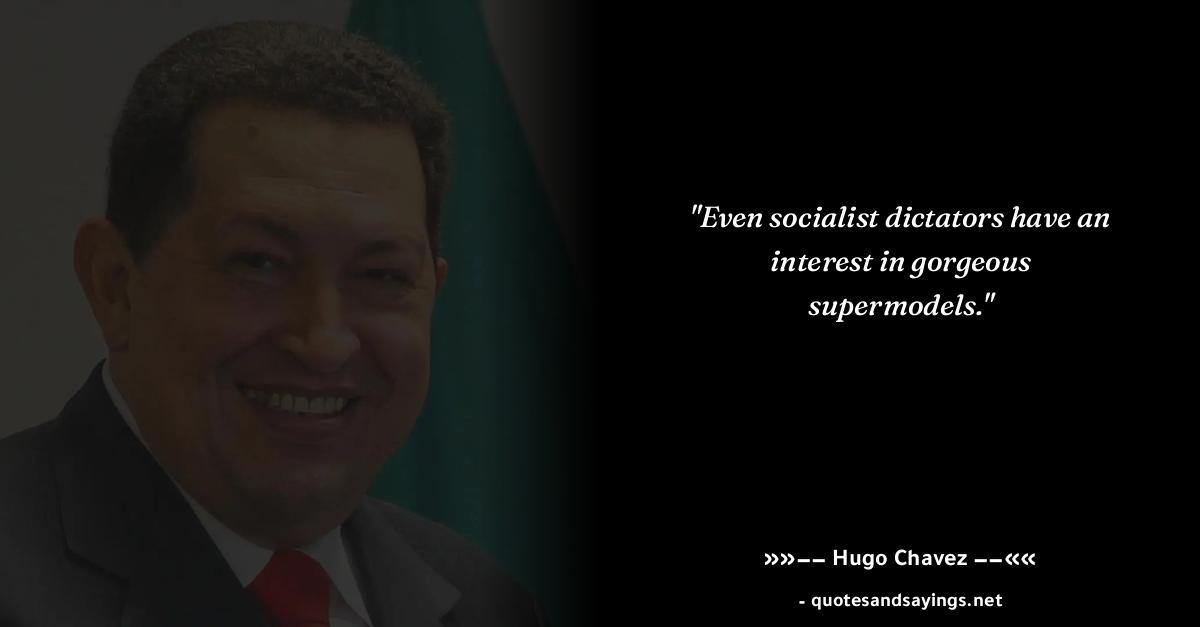 "Even socialist dictators have an
interest in gorgeous
supermodels."
»»−− Hugo Chavez −−««
- quotesandsayings.net